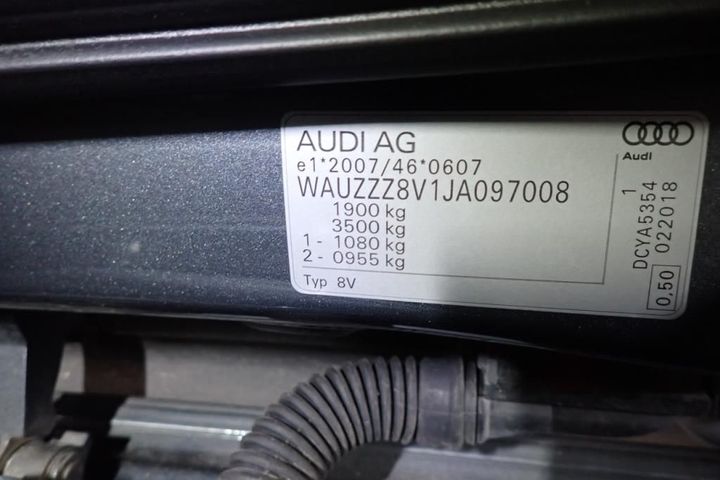 AUDI AG
e1*2007/46*0607
WAUZZZ8V1JA097008
1900 kg
3500 kg
1 - 1080 kg
2 - 0955 kg
Typ 8V
Audi
1
DCYA5354
022018
0,50